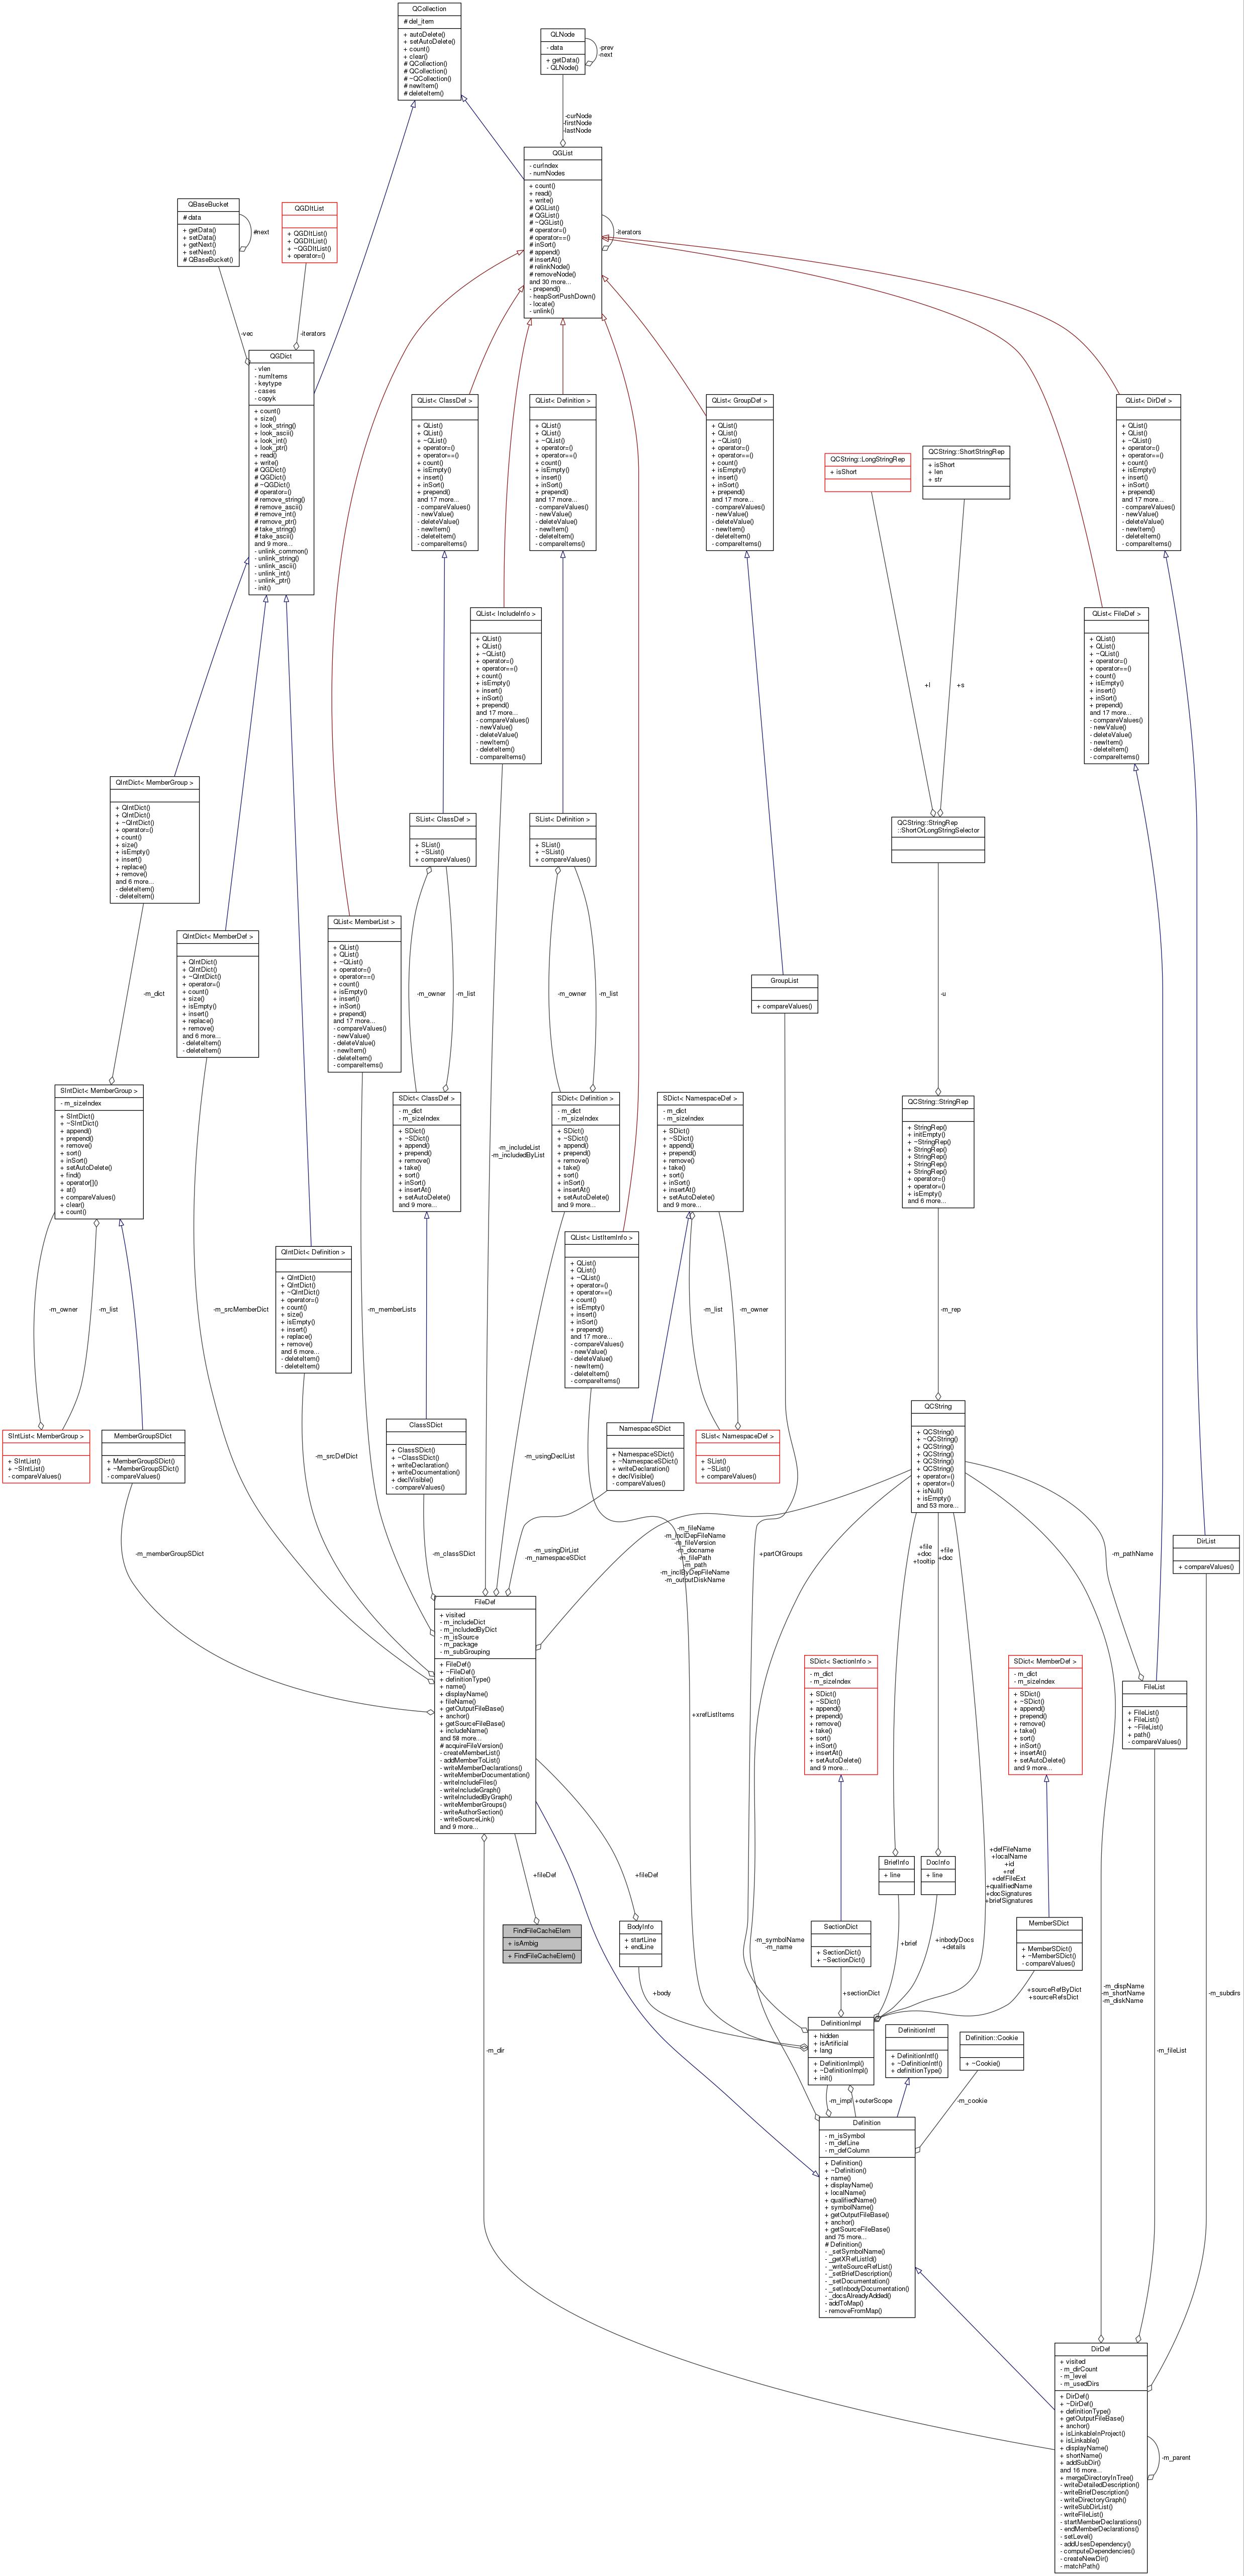 QCollection
# del_item
+ autoDelete()
+ setAutoDelete()
+ count()
+ clear()
# QCollection()
# QCollection()
# ~QCollection()
# newItem()
# deleteItem()
QLNode
- data
+ getData()
- QLNode()
-prev
-next
-curNode
-firstNode
-lastNode
QGList
- curIndex
- numNodes
+ count()
+ read()
+ write()
# QGList()
# QGList()
# ~QGList()
# operator=()
# operator==()
# inSort()
# append()
# insertAt()
# relinkNode()
# removeNode()
and 30 more...
- prepend()
- heapSortPushDown()
- locate()
- unlink()
-iterators
QBaseBucket
# data
+ getData()
+ setData()
+ getNext()
+ setNext()
# QBaseBucket()
#next
QGDItList
+ QGDItList()
+ QGDItList()
+ ~QGDItList()
+ operator=()
-vec
-iterators
QGDict
- vlen
- numItems
- keytype
- cases
- copyk
+ count()
+ size()
+ look_string()
+ look_ascii()
+ look_int()
+ look_ptr()
+ read()
+ write()
# QGDict()
# QGDict()
# ~QGDict()
# operator=()
# remove_string()
# remove_ascii()
# remove_int()
# remove_ptr()
# take_string()
# take_ascii()
and 9 more...
- unlink_common()
- unlink_string()
- unlink_ascii()
- unlink_int()
- unlink_ptr()
- init()
QList< ClassDef >
+ QList()
+ QList()
+ ~QList()
+ operator=()
+ operator==()
+ count()
+ isEmpty()
+ insert()
+ inSort()
+ prepend()
and 17 more...
- compareValues()
- newValue()
- deleteValue()
- newItem()
- deleteItem()
- compareItems()
QList< Definition >
+ QList()
+ QList()
+ ~QList()
+ operator=()
+ operator==()
+ count()
+ isEmpty()
+ insert()
+ inSort()
+ prepend()
and 17 more...
- compareValues()
- newValue()
- deleteValue()
- newItem()
- deleteItem()
- compareItems()
QList< GroupDef >
+ QList()
+ QList()
+ ~QList()
+ operator=()
+ operator==()
+ count()
+ isEmpty()
+ insert()
+ inSort()
+ prepend()
and 17 more...
- compareValues()
- newValue()
- deleteValue()
- newItem()
- deleteItem()
- compareItems()
QCString::LongStringRep
+ isShort
QCString::ShortStringRep
+ isShort
+ len
+ str
QList< DirDef >
+ QList()
+ QList()
+ ~QList()
+ operator=()
+ operator==()
+ count()
+ isEmpty()
+ insert()
+ inSort()
+ prepend()
and 17 more...
- compareValues()
- newValue()
- deleteValue()
- newItem()
- deleteItem()
- compareItems()
QList< IncludeInfo >
+ QList()
+ QList()
+ ~QList()
+ operator=()
+ operator==()
+ count()
+ isEmpty()
+ insert()
+ inSort()
+ prepend()
and 17 more...
- compareValues()
- newValue()
- deleteValue()
- newItem()
- deleteItem()
- compareItems()
QList< FileDef >
+ QList()
+ QList()
+ ~QList()
+ operator=()
+ operator==()
+ count()
+ isEmpty()
+ insert()
+ inSort()
+ prepend()
and 17 more...
- compareValues()
- newValue()
- deleteValue()
- newItem()
- deleteItem()
- compareItems()
+l
+s
QIntDict< MemberGroup >
+ QIntDict()
+ QIntDict()
+ ~QIntDict()
+ operator=()
+ count()
+ size()
+ isEmpty()
+ insert()
+ replace()
+ remove()
and 6 more...
- deleteItem()
- deleteItem()
SList< ClassDef >
+ SList()
+ ~SList()
+ compareValues()
SList< Definition >
+ SList()
+ ~SList()
+ compareValues()
QCString::StringRep
::ShortOrLongStringSelector
QIntDict< MemberDef >
+ QIntDict()
+ QIntDict()
+ ~QIntDict()
+ operator=()
+ count()
+ size()
+ isEmpty()
+ insert()
+ replace()
+ remove()
and 6 more...
- deleteItem()
- deleteItem()
QList< MemberList >
+ QList()
+ QList()
+ ~QList()
+ operator=()
+ operator==()
+ count()
+ isEmpty()
+ insert()
+ inSort()
+ prepend()
and 17 more...
- compareValues()
- newValue()
- deleteValue()
- newItem()
- deleteItem()
- compareItems()
GroupList
+ compareValues()
-m_dict
-m_owner
-m_list
-m_owner
-m_list
-u
SIntDict< MemberGroup >
- m_sizeIndex
+ SIntDict()
+ ~SIntDict()
+ append()
+ prepend()
+ remove()
+ sort()
+ inSort()
+ setAutoDelete()
+ find()
+ operator[]()
+ at()
+ compareValues()
+ clear()
+ count()
SDict< ClassDef >
- m_dict
- m_sizeIndex
+ SDict()
+ ~SDict()
+ append()
+ prepend()
+ remove()
+ take()
+ sort()
+ inSort()
+ insertAt()
+ setAutoDelete()
and 9 more...
-m_includeList
-m_includedByList
SDict< Definition >
- m_dict
- m_sizeIndex
+ SDict()
+ ~SDict()
+ append()
+ prepend()
+ remove()
+ take()
+ sort()
+ inSort()
+ insertAt()
+ setAutoDelete()
and 9 more...
SDict< NamespaceDef >
- m_dict
- m_sizeIndex
+ SDict()
+ ~SDict()
+ append()
+ prepend()
+ remove()
+ take()
+ sort()
+ inSort()
+ insertAt()
+ setAutoDelete()
and 9 more...
QCString::StringRep
+ StringRep()
+ initEmpty()
+ ~StringRep()
+ StringRep()
+ StringRep()
+ StringRep()
+ StringRep()
+ operator=()
+ operator=()
+ isEmpty()
and 6 more...
QIntDict< Definition >
+ QIntDict()
+ QIntDict()
+ ~QIntDict()
+ operator=()
+ count()
+ size()
+ isEmpty()
+ insert()
+ replace()
+ remove()
and 6 more...
- deleteItem()
- deleteItem()
QList< ListItemInfo >
+ QList()
+ QList()
+ ~QList()
+ operator=()
+ operator==()
+ count()
+ isEmpty()
+ insert()
+ inSort()
+ prepend()
and 17 more...
- compareValues()
- newValue()
- deleteValue()
- newItem()
- deleteItem()
- compareItems()
-m_owner
-m_list
-m_srcMemberDict
-m_memberLists
-m_list
-m_owner
-m_rep
SIntList< MemberGroup >
+ SIntList()
+ ~SIntList()
- compareValues()
MemberGroupSDict
+ MemberGroupSDict()
+ ~MemberGroupSDict()
- compareValues()
-m_srcDefDict
ClassSDict
+ ClassSDict()
+ ~ClassSDict()
+ writeDeclaration()
+ writeDocumentation()
+ declVisible()
- compareValues()
-m_usingDeclList
NamespaceSDict
+ NamespaceSDict()
+ ~NamespaceSDict()
+ writeDeclaration()
+ declVisible()
- compareValues()
SList< NamespaceDef >
+ SList()
+ ~SList()
+ compareValues()
QCString
+ QCString()
+ ~QCString()
+ QCString()
+ QCString()
+ QCString()
+ QCString()
+ operator=()
+ operator=()
+ isNull()
+ isEmpty()
and 53 more...
DirList
+ compareValues()
-m_memberGroupSDict
-m_classSDict
-m_usingDirList
-m_namespaceSDict
-m_fileName
-m_inclDepFileName
-m_fileVersion
-m_docname
-m_filePath
-m_path
-m_inclByDepFileName
-m_outputDiskName
+partOfGroups
+file
+doc
+tooltip
+file
+doc
-m_pathName
FileDef
+ visited
- m_includeDict
- m_includedByDict
- m_isSource
- m_package
- m_subGrouping
+ FileDef()
+ ~FileDef()
+ definitionType()
+ name()
+ displayName()
+ fileName()
+ getOutputFileBase()
+ anchor()
+ getSourceFileBase()
+ includeName()
and 58 more...
# acquireFileVersion()
- createMemberList()
- addMemberToList()
- writeMemberDeclarations()
- writeMemberDocumentation()
- writeIncludeFiles()
- writeIncludeGraph()
- writeIncludedByGraph()
- writeMemberGroups()
- writeAuthorSection()
- writeSourceLink()
and 9 more...
+xrefListItems
SDict< SectionInfo >
- m_dict
- m_sizeIndex
+ SDict()
+ ~SDict()
+ append()
+ prepend()
+ remove()
+ take()
+ sort()
+ inSort()
+ insertAt()
+ setAutoDelete()
and 9 more...
SDict< MemberDef >
- m_dict
- m_sizeIndex
+ SDict()
+ ~SDict()
+ append()
+ prepend()
+ remove()
+ take()
+ sort()
+ inSort()
+ insertAt()
+ setAutoDelete()
and 9 more...
FileList
+ FileList()
+ FileList()
+ ~FileList()
+ path()
- compareValues()
+fileDef
+fileDef
BriefInfo
+ line
DocInfo
+ line
+defFileName
+localName
+id
+ref
+defFileExt
+qualifiedName
+docSignatures
+briefSignatures
FindFileCacheElem
+ isAmbig
+ FindFileCacheElem()
BodyInfo
+ startLine
+ endLine
SectionDict
+ SectionDict()
+ ~SectionDict()
MemberSDict
+ MemberSDict()
+ ~MemberSDict()
- compareValues()
-m_symbolName
-m_name
+brief
+inbodyDocs
+details
+body
+sectionDict
+sourceRefByDict
+sourceRefsDict
-m_dispName
-m_shortName
-m_diskName
-m_subdirs
-m_dir
-m_fileList
DefinitionImpl
+ hidden
+ isArtificial
+ lang
+ DefinitionImpl()
+ ~DefinitionImpl()
+ init()
DefinitionIntf
+ DefinitionIntf()
+ ~DefinitionIntf()
+ definitionType()
Definition::Cookie
+ ~Cookie()
-m_impl
+outerScope
-m_cookie
Definition
- m_isSymbol
- m_defLine
- m_defColumn
+ Definition()
+ ~Definition()
+ name()
+ displayName()
+ localName()
+ qualifiedName()
+ symbolName()
+ getOutputFileBase()
+ anchor()
+ getSourceFileBase()
and 75 more...
# Definition()
- _setSymbolName()
- _getXRefListId()
- _writeSourceRefList()
- _setBriefDescription()
- _setDocumentation()
- _setInbodyDocumentation()
- _docsAlreadyAdded()
- addToMap()
- removeFromMap()
DirDef
+ visited
- m_dirCount
- m_level
- m_usedDirs
+ DirDef()
+ ~DirDef()
+ definitionType()
+ getOutputFileBase()
+ anchor()
+ isLinkableInProject()
+ isLinkable()
+ displayName()
+ shortName()
+ addSubDir()
and 16 more...
+ mergeDirectoryInTree()
- writeDetailedDescription()
- writeBriefDescription()
- writeDirectoryGraph()
- writeSubDirList()
- writeFileList()
- startMemberDeclarations()
- endMemberDeclarations()
- setLevel()
- addUsesDependency()
- computeDependencies()
- createNewDir()
- matchPath()
-m_parent